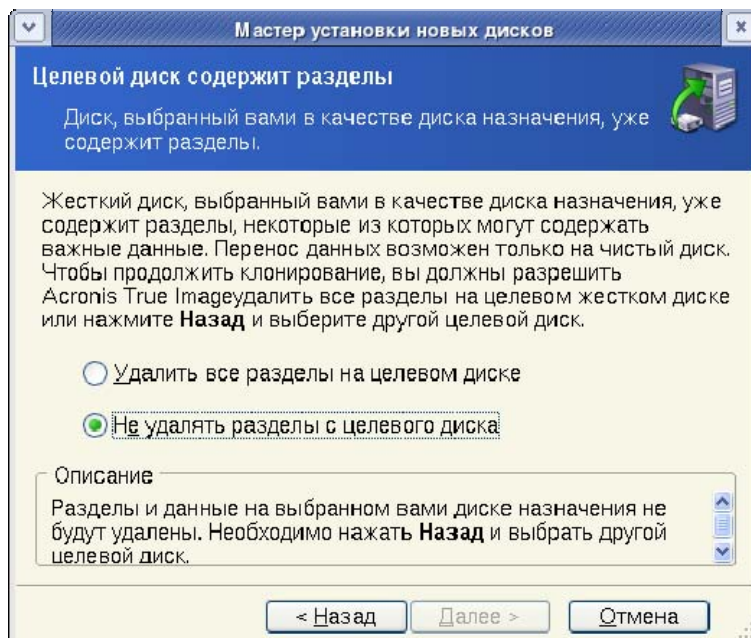 Мастер установки новых дисков
Целевой диск содержит разделы
Диск, выбранный вами в качестве диска назначения, уже
содержит разделы.
Жесткий диск, выбранный вами в качестве диска назначения, уже
содержит разделы, некоторые из которых могут содержать
важные данные. Перенос данных возможен только на чистый диск.
Чтобы продолжить клонирование, вы должны разрешить
Acronis True Imageудалить все разделы на целевом жестком диске
или нажмите Назад и выберите другой целевой диск.
Удалить все разделы на целевом диске
Не удалять разделы с целевого диска
Описание
Разделы и данные на выбранном вами диске назначения не
будут удалены. Необходимо нажать Назад и выбрать другой
целевой диск.
< Назад
Далее >
Отмена